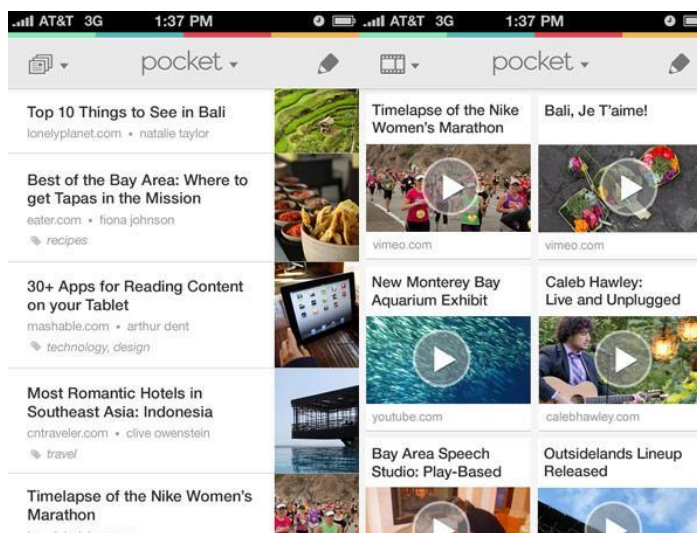 AT&T 3G 1:37 PM
pocket
Top 10 Things to See in Bali
lonelyplanet.com • natalie taylor
Best of the Bay Area: Where to
get Tapas in the Mission
eater.com • fiona johnson
recipes
30+ Apps for Reading Content
on your Tablet
mashable.com • arthur dent
technology, design
Most Romantic Hotels in
Southeast Asia: Indonesia
cntraveler.com • clive owenstein
travel
Timelapse of the Nike Women's
Marathon
AT&T 3G 1:37 PM
pocket
Timelapse of the Nike
Women's Marathon
vimeo.com
Bali, Je T'aime!
vimeo.com
New Monterey Bay
Aquarium Exhibit
youtube.com
Caleb Hawley:
Live and Unplugged
calebhawley.com
Bay Area Speech
Studio: Play-Based
Outsidelands Lineup
Released